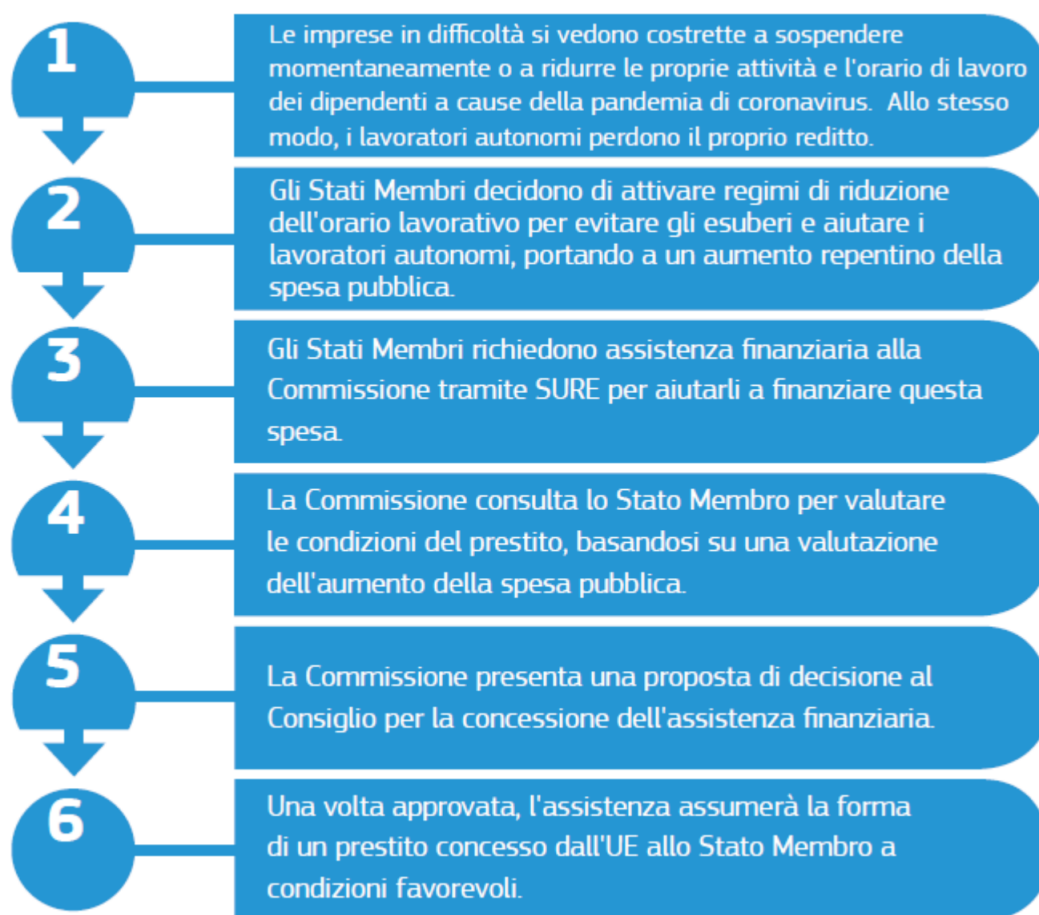 1
Le imprese in difficoltà si vedono costrette a sospendere
momentaneamente o a ridurre le proprie attività e l'orario di lavoro
dei dipendenti a cause della pandemia di coronavirus. Allo stesso
modo, i lavoratori autonomi perdono il proprio reditto.
2
Gli Stati Membri decidono di attivare regimi di riduzione
dell'orario lavorativo per evitare gli esuberi e aiutare i
lavoratori autonomi, portando a un aumento repentino della
spesa pubblica.
3
Gli Stati Membri richiedono assistenza finanziaria alla
Commissione tramite SURE per aiutarli a finanziare questa
spesa.
4
La Commissione consulta lo Stato Membro per valutare
le condizioni del prestito, basandosi su una valutazione
dell'aumento della spesa pubblica.
5
La Commissione presenta una proposta di decisione al
Consiglio per la concessione dell'assistenza finanziaria.
6
Una volta approvata, l'assistenza assumerà la forma
di un prestito concesso dall'UE allo Stato Membro a
condizioni favorevoli.